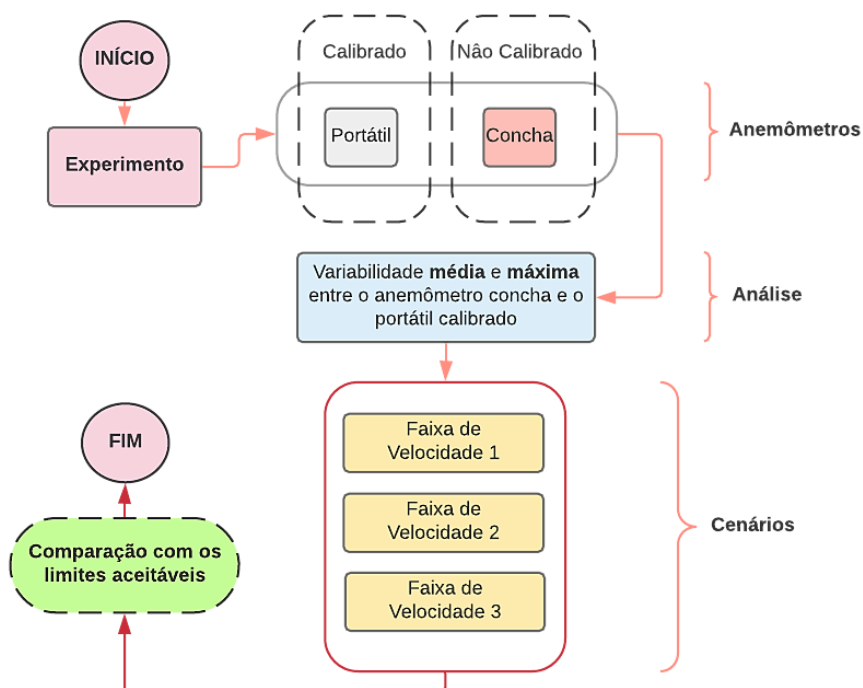 INÍCIO
Calibrado
Nâo Calibrado
Portátil
Concha
Anemômetros
Experimento
Variabilidade média e máxima
entre o anemômetro concha e o
portátil calibrado
Análise
Faixa de
Velocidade 1
Faixa de
Velocidade 2
Faixa de
Velocidade 3
Cenários
FIM
Comparação com os
limites aceitáveis